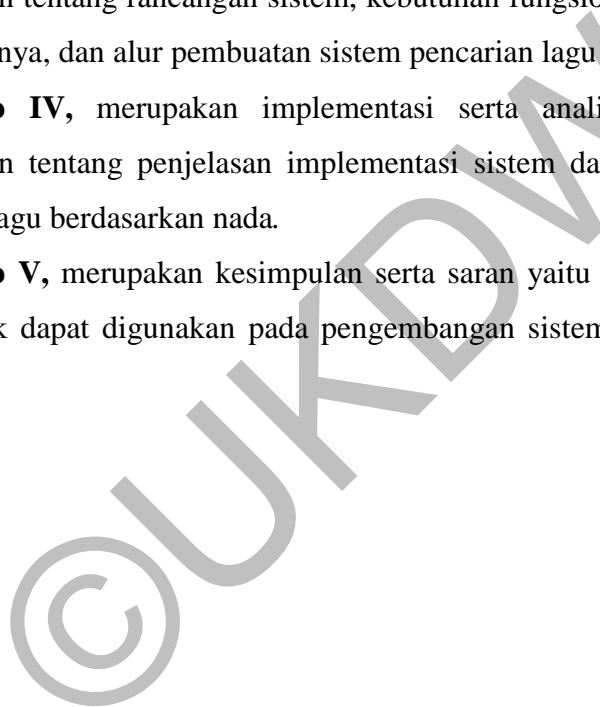 tentang rancangan sistem, kebutuhan fungsio
nya, dan alur pembuatan sistem pencarian lagu
IV, merupakan implementasi serta anali
n tentang penjelasan implementasi sistem da
agu berdasarkan nada.
V, merupakan kesimpulan serta saran yaitu
k dapat digunakan pada pengembangan sistem
©UKDW